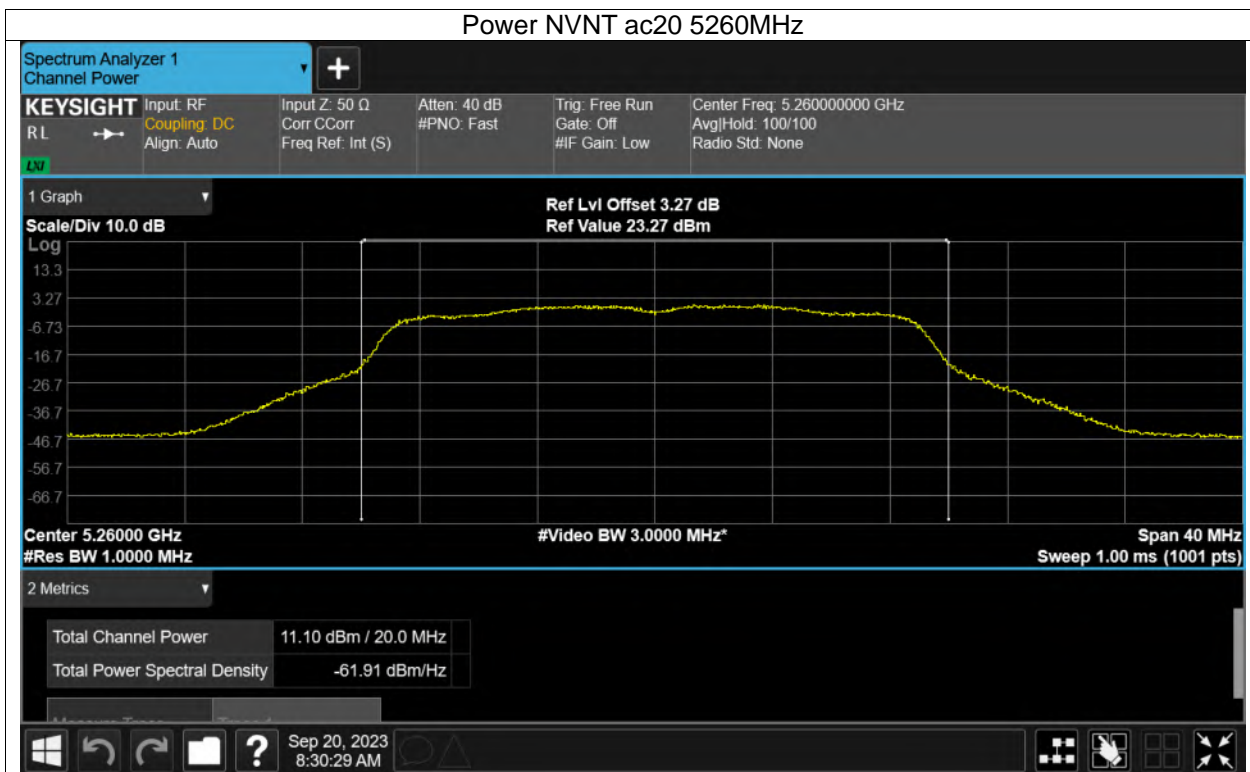 Power NVNT ac20 5260MHz
Spectrum Analyzer 1
Channel Power
KEYSIGHT
RL
LXI
Input: RF
Coupling: DC
Align: Auto
Input Z: 50 Ω
Corr CCorr
Freq Ref: Int (S)
Atten: 40 dB
#PNO: Fast
Trig: Free Run
Gate: Off
#IF Gain: Low
Center Freq: 5.260000000 GHz
Avg|Hold: 100/100
Radio Std: None
1 Graph
Scale/Div 10.0 dB
Ref Lvl Offset 3.27 dB
Ref Value 23.27 dBm
Log
13.3
3.27
-6.73
-16.7
-26.7
-36.7
-46.7
-56.7
-66.7
Center 5.26000 GHz
#Res BW 1.0000 MHz
#Video BW 3.0000 MHz*
Span 40 MHz
Sweep 1.00 ms (1001 pts)
2 Metrics
Total Channel Power 11.10 dBm / 20.0 MHz
Total Power Spectral Density -61.91 dBm/Hz
?
Sep 20, 2023
8:30:29 AM